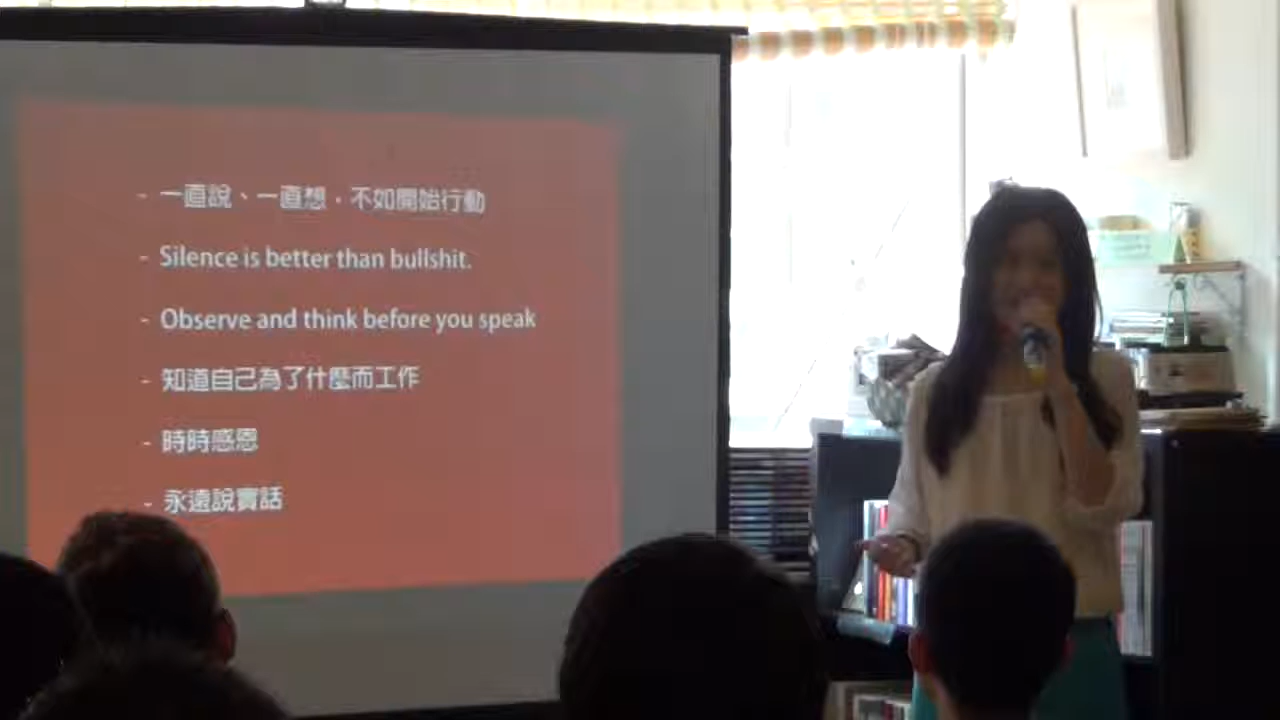 - 一直說、一直想，不如開始行動
- Silence is better than bullshit.
- Observe and think before you speak
- 知道自己為了什麼而工作
- 時時感恩
- 永遠說實話